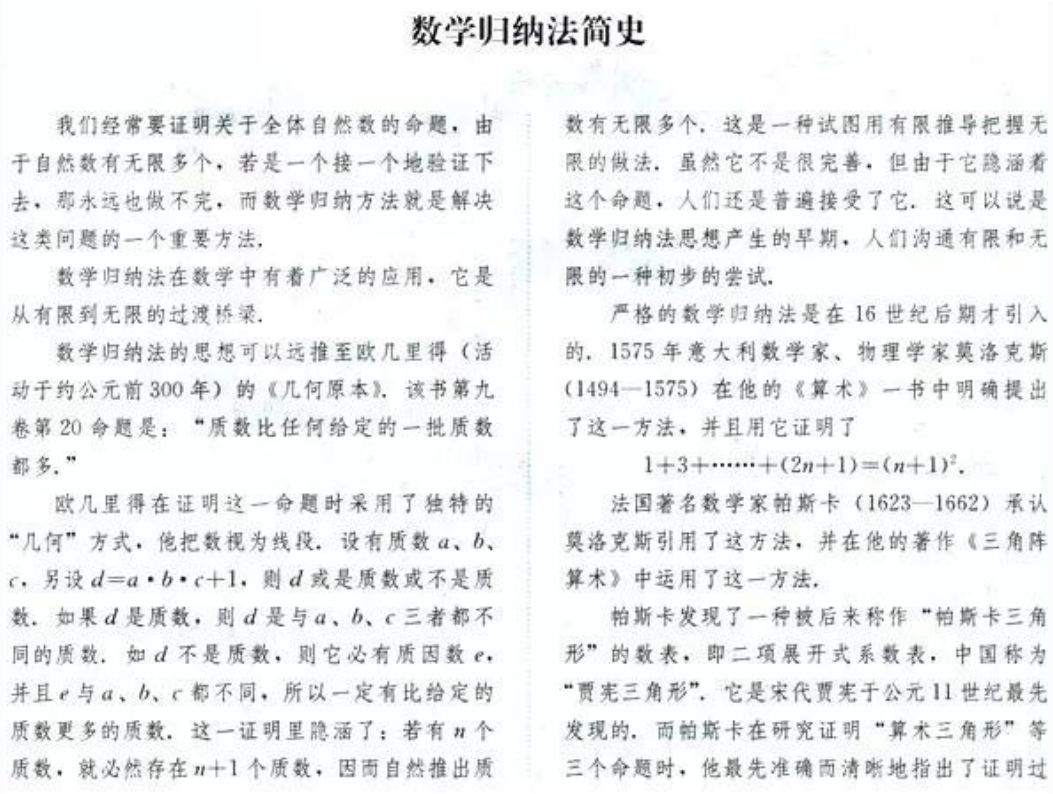 数学归纳法简史
我们经常要证明关于全体自然数的命题，由
于自然数有无限多个，若是一个接一个地验证下
去，那永远也做不完，而数学归纳方法就是解决
这类问题的一个重要方法.
数学归纳法在数学中有着广泛的应用，它是
从有限到无限的过渡桥梁.
数学归纳法的思想可以远推至欧几里得（活
动于约公元前300年）的《几何原本》. 该书第九
卷第20命题是：“质数比任何给定的一批质数
都多.”
欧几里得在证明这一命题时采用了独特的
“几何”方式，他把数视为线段. 设有质数a、b、
c，另设d=a·b·c+1，则d或是质数或不是质
数. 如果d是质数，则d是与a、b、c三者都不
同的质数. 如d不是质数，则它必有质因数e，
并且e与a、b、c都不同，所以一定有比给定的
质数更多的质数. 这一证明里隐涵了：若有n个
质数，就必然存在n+1个质数，因而自然推出质
数有无限多个. 这是一种试图用有限推导把握无
限的做法. 虽然它不是很完善，但由于它隐涵着
这个命题，人们还是普遍接受了它. 这可以说是
数学归纳法思想产生的早期，人们沟通有限和无
限的一种初步的尝试.
严格的数学归纳法是在16世纪后期才引入
的. 1575年意大利数学家、物理学家莫洛克斯
（1494—1575）在他的《算术》一书中明确提出
了这一方法，并且用它证明了
1+3+……+(2n+1)=(n+1)².
法国著名数学家帕斯卡（1623—1662）承认
莫洛克斯引用了这方法，并在他的著作《三角阵
算术》中运用了这一方法.
帕斯卡发现了一种被后来称作“帕斯卡三角
形”的数表，即二项展开式系数表，中国称为
“贾宪三角形”. 它是宋代贾宪于公元11世纪最先
发现的. 而帕斯卡在研究证明“算术三角形”等
三个命题时，他最先准确而清晰地指出了证明过